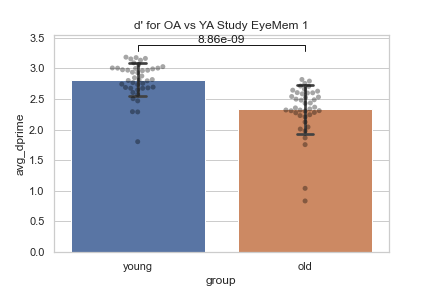 d' for OA vs YA Study EyeMem 1
8.86e-09
3.5
3.0
2.5
2.0
1.5
1.0
0.5
0.0
avg_dprime
young
old
group